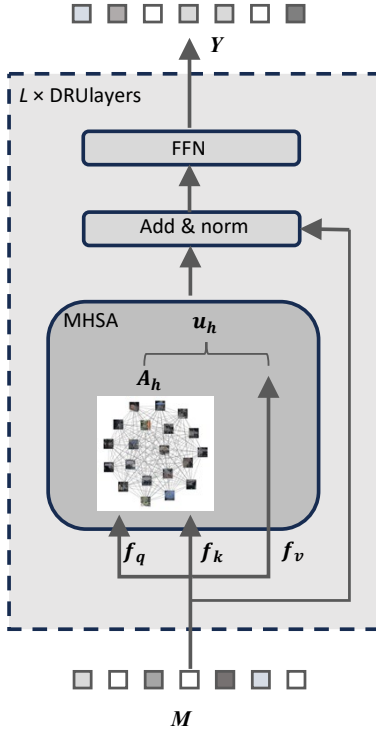 Y
L × DRUlayers
FFN
Add & norm
MHSA
u_h
A_h
f_q f_k f_v
M